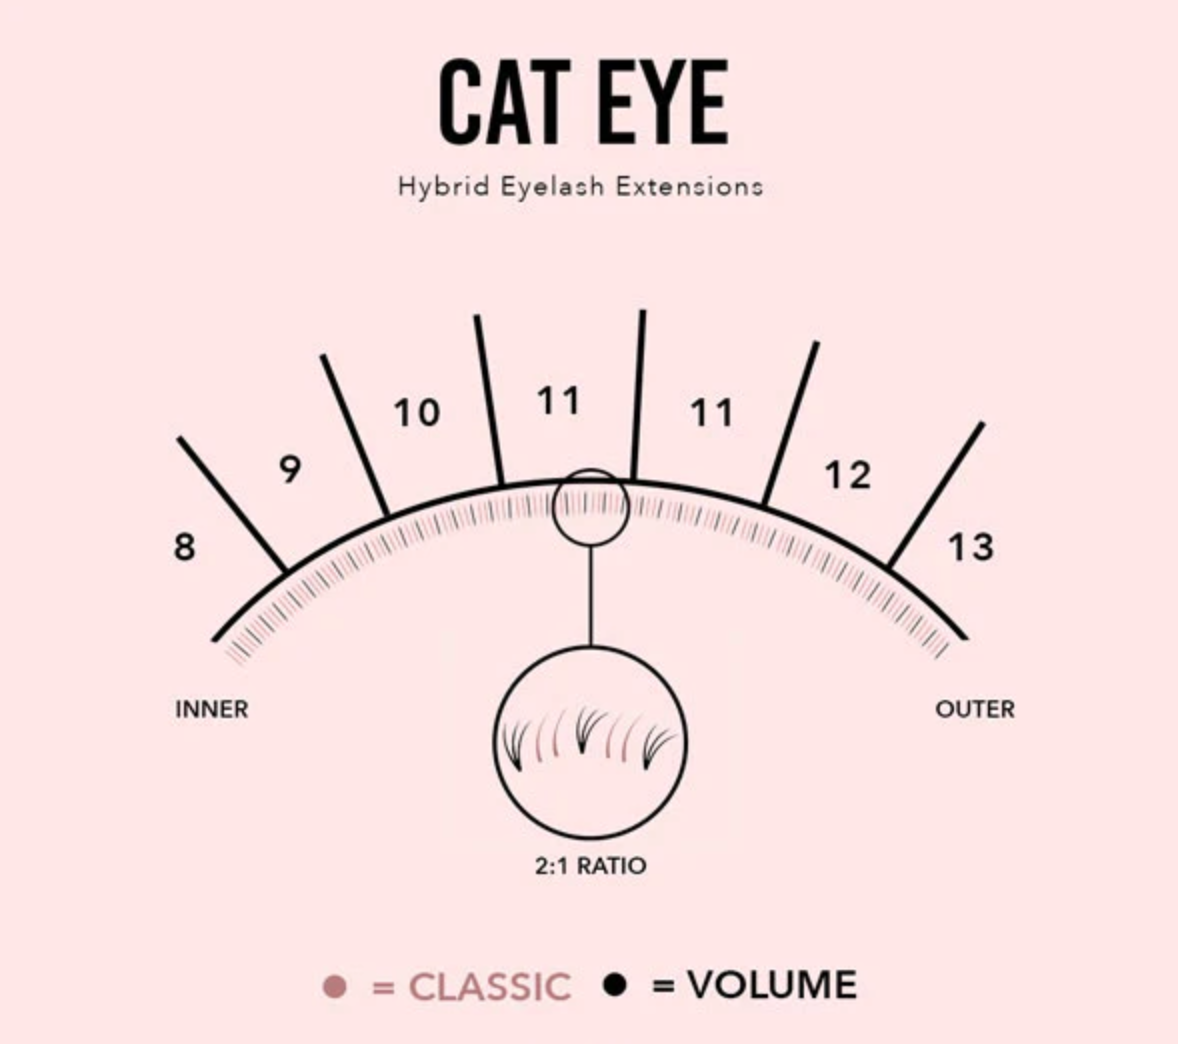 CAT EYE
Hybrid Eyelash Extensions
8
9
10
11
11
12
13
INNER
OUTER
2:1 RATIO
= CLASSIC = VOLUME